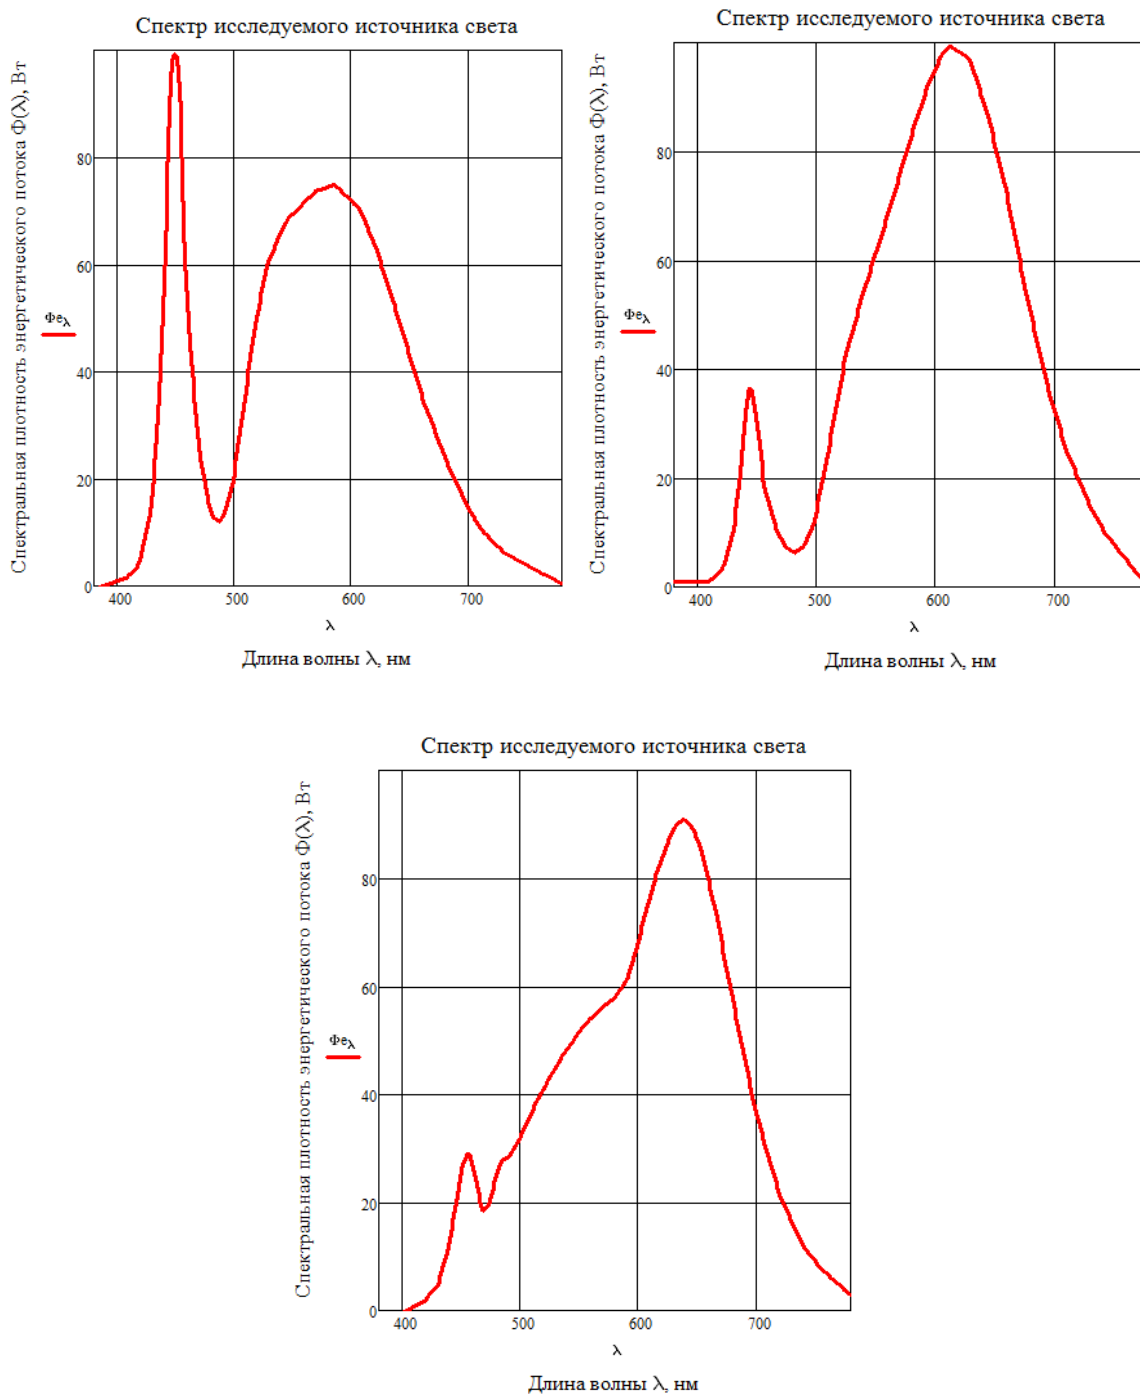 Спектр исследуемого источника света
Спектральная плотность энергетического потока Φ(λ), Вт
80
60
40
20
0
Φeλ
400 500 600 700
λ
Длина волны λ, нм
Спектр исследуемого источника света
Спектральная плотность энергетического потока Φ(λ), Вт
80
60
40
20
0
Φeλ
400 500 600 700
λ
Длина волны λ, нм
Спектр исследуемого источника света
Спектральная плотность энергетического потока Φ(λ), Вт
80
60
40
20
0
Φeλ
400 500 600 700
λ
Длина волны λ, нм